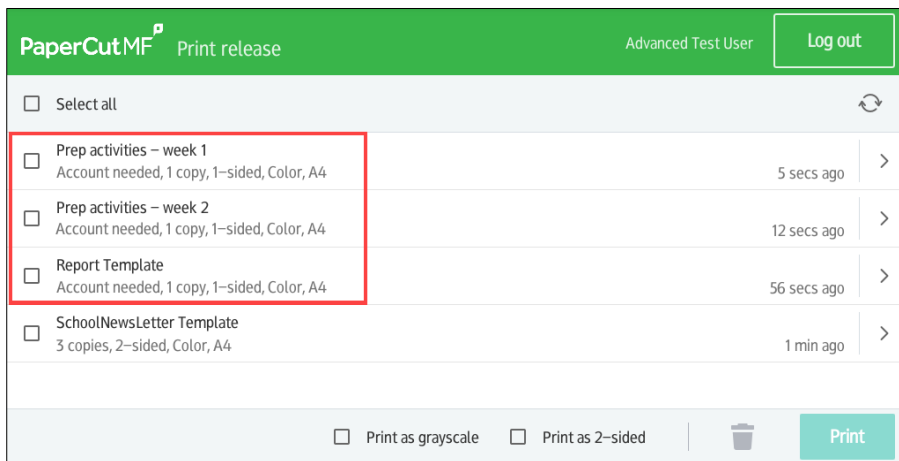 PaperCutMF Print release Advanced Test User Log out
Select all
Prep activities – week 1
Account needed, 1 copy, 1–sided, Color, A4 5 secs ago
Prep activities – week 2
Account needed, 1 copy, 1–sided, Color, A4 12 secs ago
Report Template
Account needed, 1 copy, 1–sided, Color, A4 56 secs ago
SchoolNewsLetter Template
3 copies, 2–sided, Color, A4 1 min ago
Print as grayscale Print as 2–sided Print